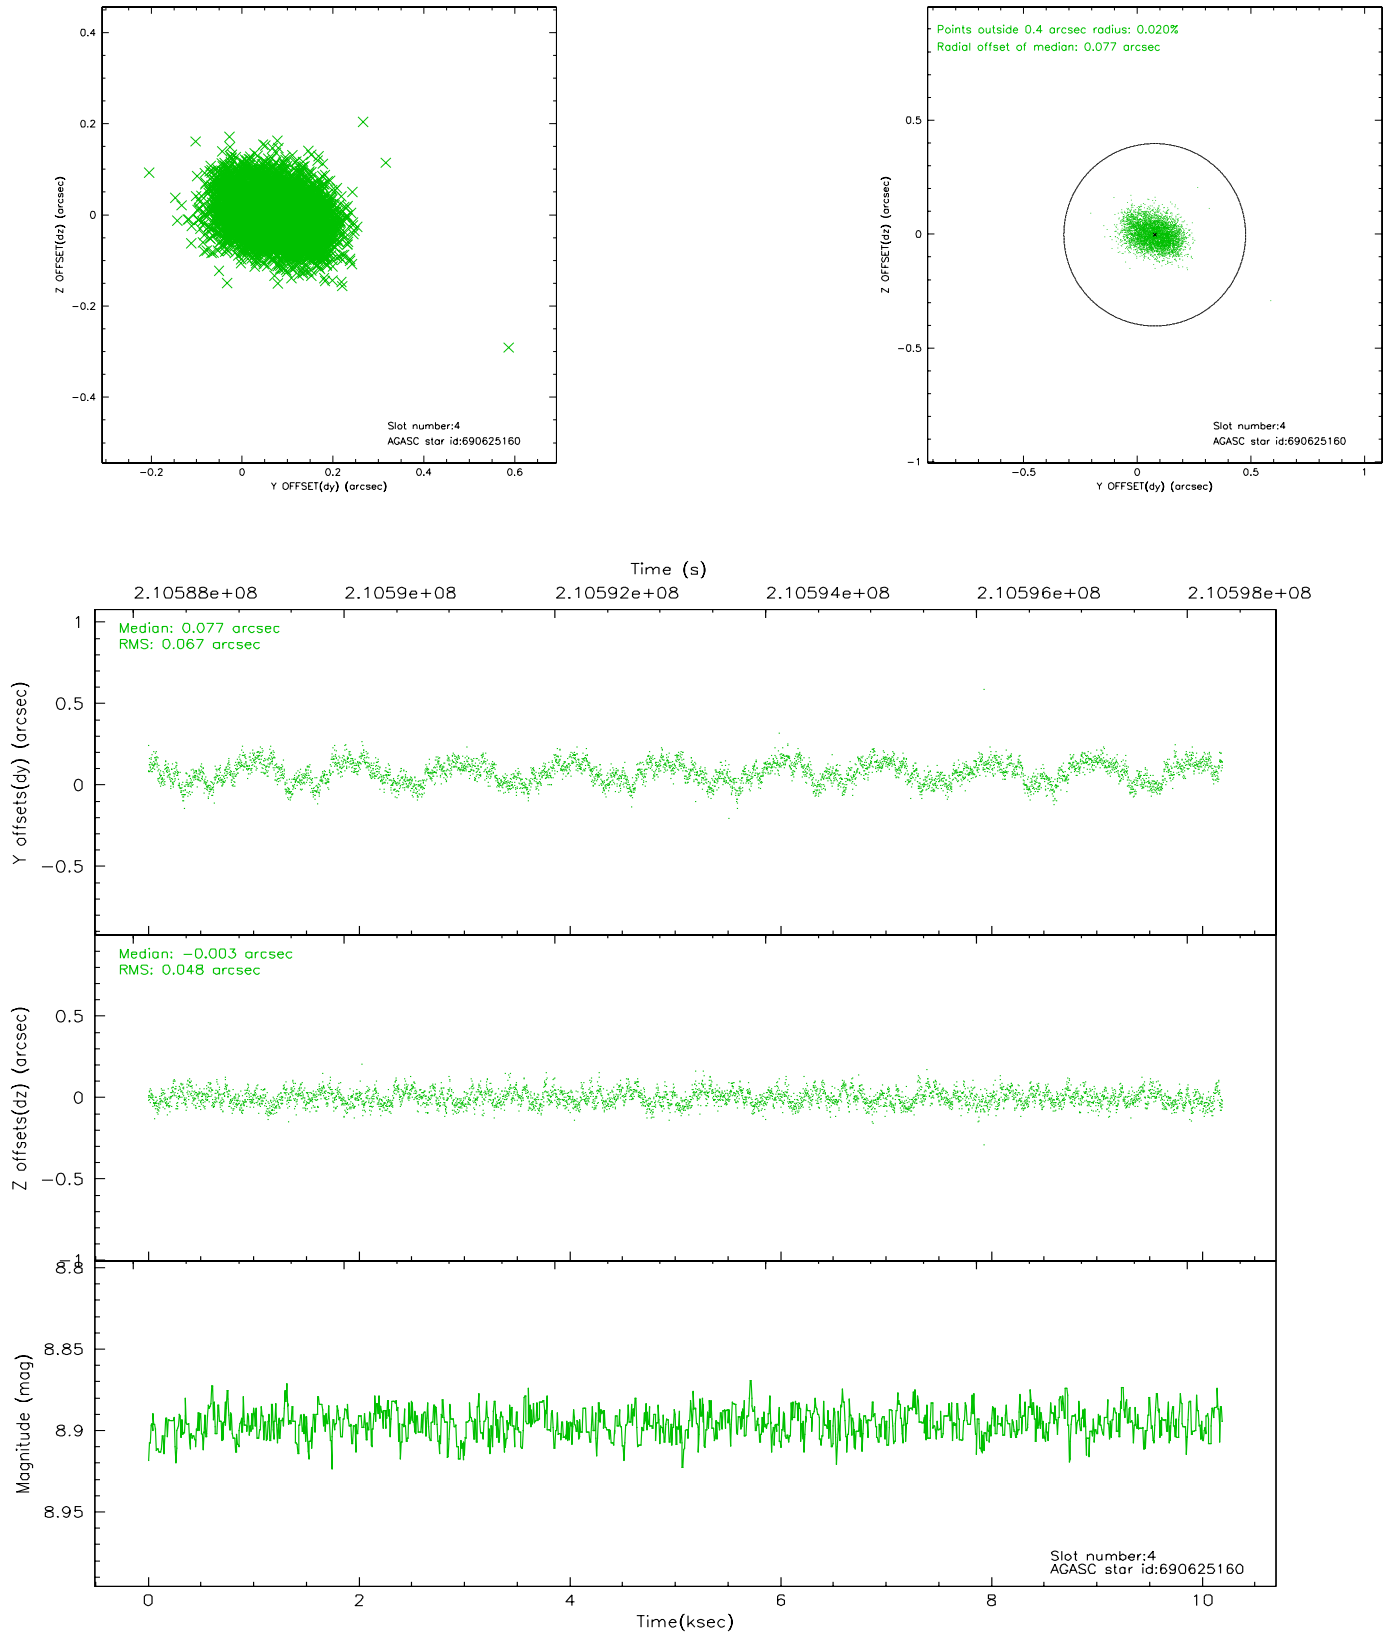 0.4
0.2
0
−0.2
−0.4
Z OFFSET(dz) (arcsec)
Slot number:4
AGASC star id:690625160
−0.2
0
0.2
0.4
0.6
Y OFFSET(dy) (arcsec)
Points outside 0.4 arcsec radius: 0.020%
Radial offset of median: 0.077 arcsec
0.5
0
−0.5
−1
Z OFFSET(dz) (arcsec)
Slot number:4
AGASC star id:690625160
−0.5
0
0.5
1
Y OFFSET(dy) (arcsec)
Time (s)
2.10588e+08
2.1059e+08
2.10592e+08
2.10594e+08
2.10596e+08
2.10598e+08
Median: 0.077 arcsec
RMS: 0.067 arcsec
1
0.5
0
−0.5
Y offsets(dy) (arcsec)
Median: −0.003 arcsec
RMS: 0.048 arcsec
0.5
0
−0.5
−1
Z offsets(dz) (arcsec)
8.8
8.85
8.9
8.95
Magnitude (mag)
Slot number:4
AGASC star id:690625160
0
2
4
6
8
10
Time(ksec)